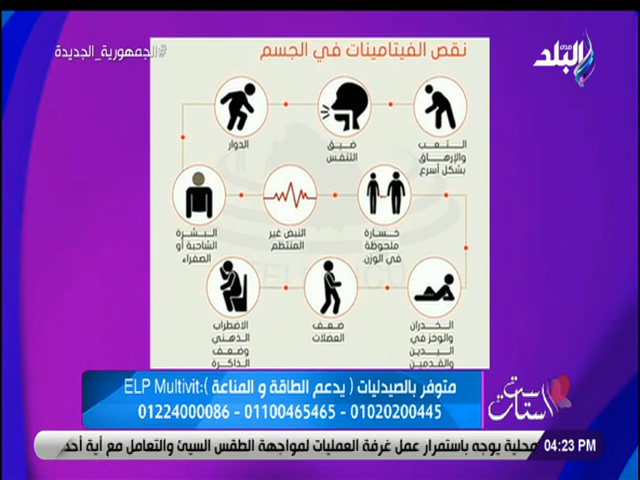 #الجمهورية_الجديدة
صدى
البلد
نقص الفيتامينات في الجسم
التعب
والإرهاق
بشكل أسرع
ضيق
التنفس
الدوار
خسارة
ملحوظة
في الوزن
النبض غير
المنتظم
البشرة
الشاحبة أو
الصفراء
الخدران
والوخز في
اليدين
والقدمين
ضعف
العضلات
الاضطراب
الذهني
وضعف
الذاكرة
متوفر بالصيدليات ( يدعم الطاقة و المناعة ):ELP Multivit
01224000086 - 01100465465 - 01020200445
ست
الستات
محلية يوجه باستمرار عمل غرفة العمليات لمواجهة الطقس السيئ والتعامل مع أية أحد
04:23 PM